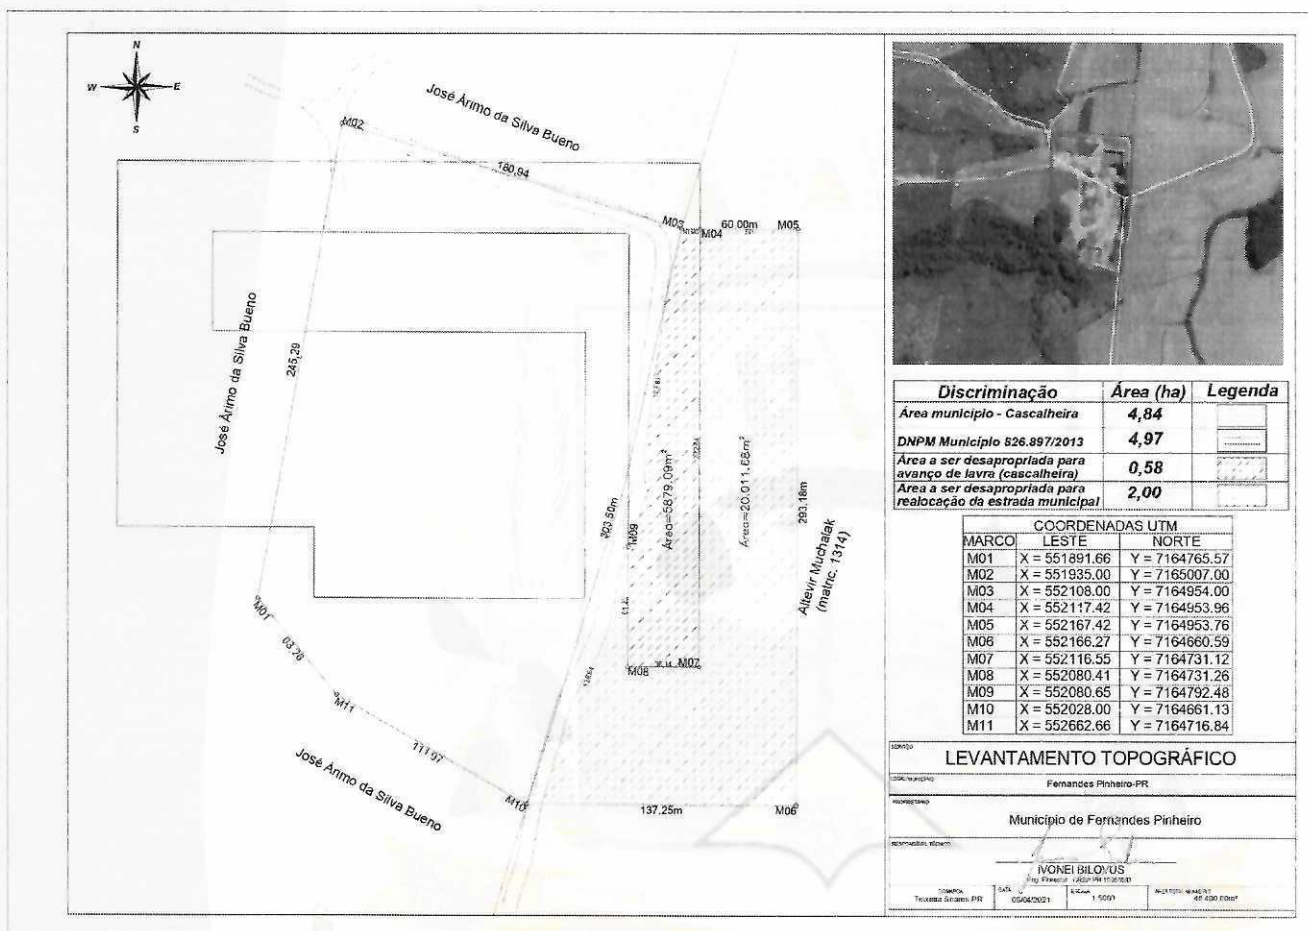 N
W E
S
José Árimo da Silva Bueno
M02
180,94
M03
M04
60.00m
M05
José Árimo da Silva Bueno
245,29
Área=5879.09m²
Área=20.011.68m²
293,18m
303.50m
M09
Altevir Muchalak
(matric. 1314)
M01
M08
M07
M11
111,97
José Árimo da Silva Bueno
M10
137,25m
M06
Discriminação Área (ha) Legenda
Área município - Cascalheira 4,84
DNPM Município 826.897/2013 4,97
Área a ser desapropriada para
avanço de lavra (cascalheira) 0,58
Área a ser desapropriada para
realocação da estrada municipal 2,00
COORDENADAS UTM
MARCO LESTE NORTE
M01 X = 551891.66 Y = 7164765.57
M02 X = 551935.00 Y = 7165007.00
M03 X = 552108.00 Y = 7164954.00
M04 X = 552117.42 Y = 7164953.96
M05 X = 552167.42 Y = 7164953.76
M06 X = 552166.27 Y = 7164660.59
M07 X = 552116.55 Y = 7164731.12
M08 X = 552080.41 Y = 7164731.26
M09 X = 552080.65 Y = 7164792.48
M10 X = 552028.00 Y = 7164661.13
M11 X = 552662.66 Y = 7164716.84
LEVANTAMENTO TOPOGRÁFICO
Fernandes Pinheiro-PR
Município de Fernandes Pinheiro
IVONEI BILOVUS
Teixeira Soares PR 05/04/2021